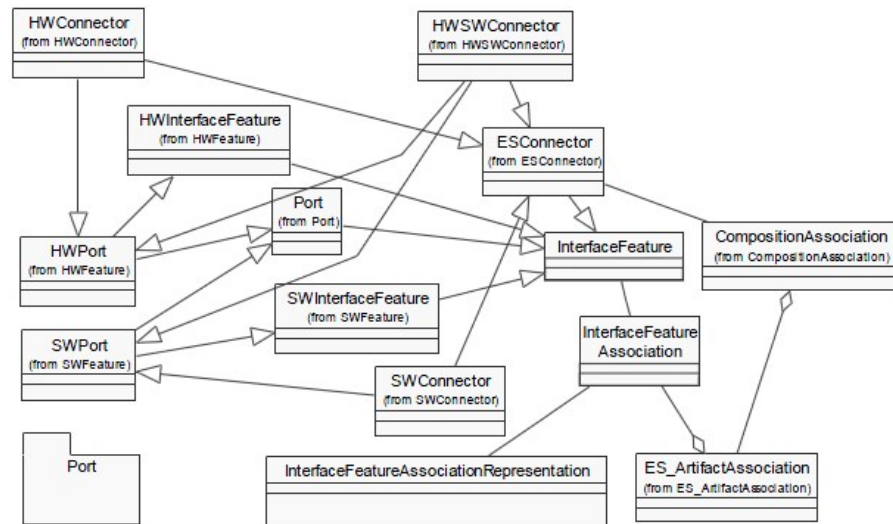 HWConnector
(from HWConnector)
HWSWConnector
(from HWSWConnector)
HWInterfaceFeature
(from HWFeature)
ESConnector
(from ESConnector)
Port
(from Port)
HWPort
(from HWFeature)
InterfaceFeature
CompositionAssociation
(from CompositionAssociation)
SWInterfaceFeature
(from SWFeature)
SWPort
(from SWFeature)
InterfaceFeature
Association
SWConnector
(from SWConnector)
Port
InterfaceFeatureAssociationRepresentation
ES_ArtifactAssociation
(from ES_ArtifactAssociation)